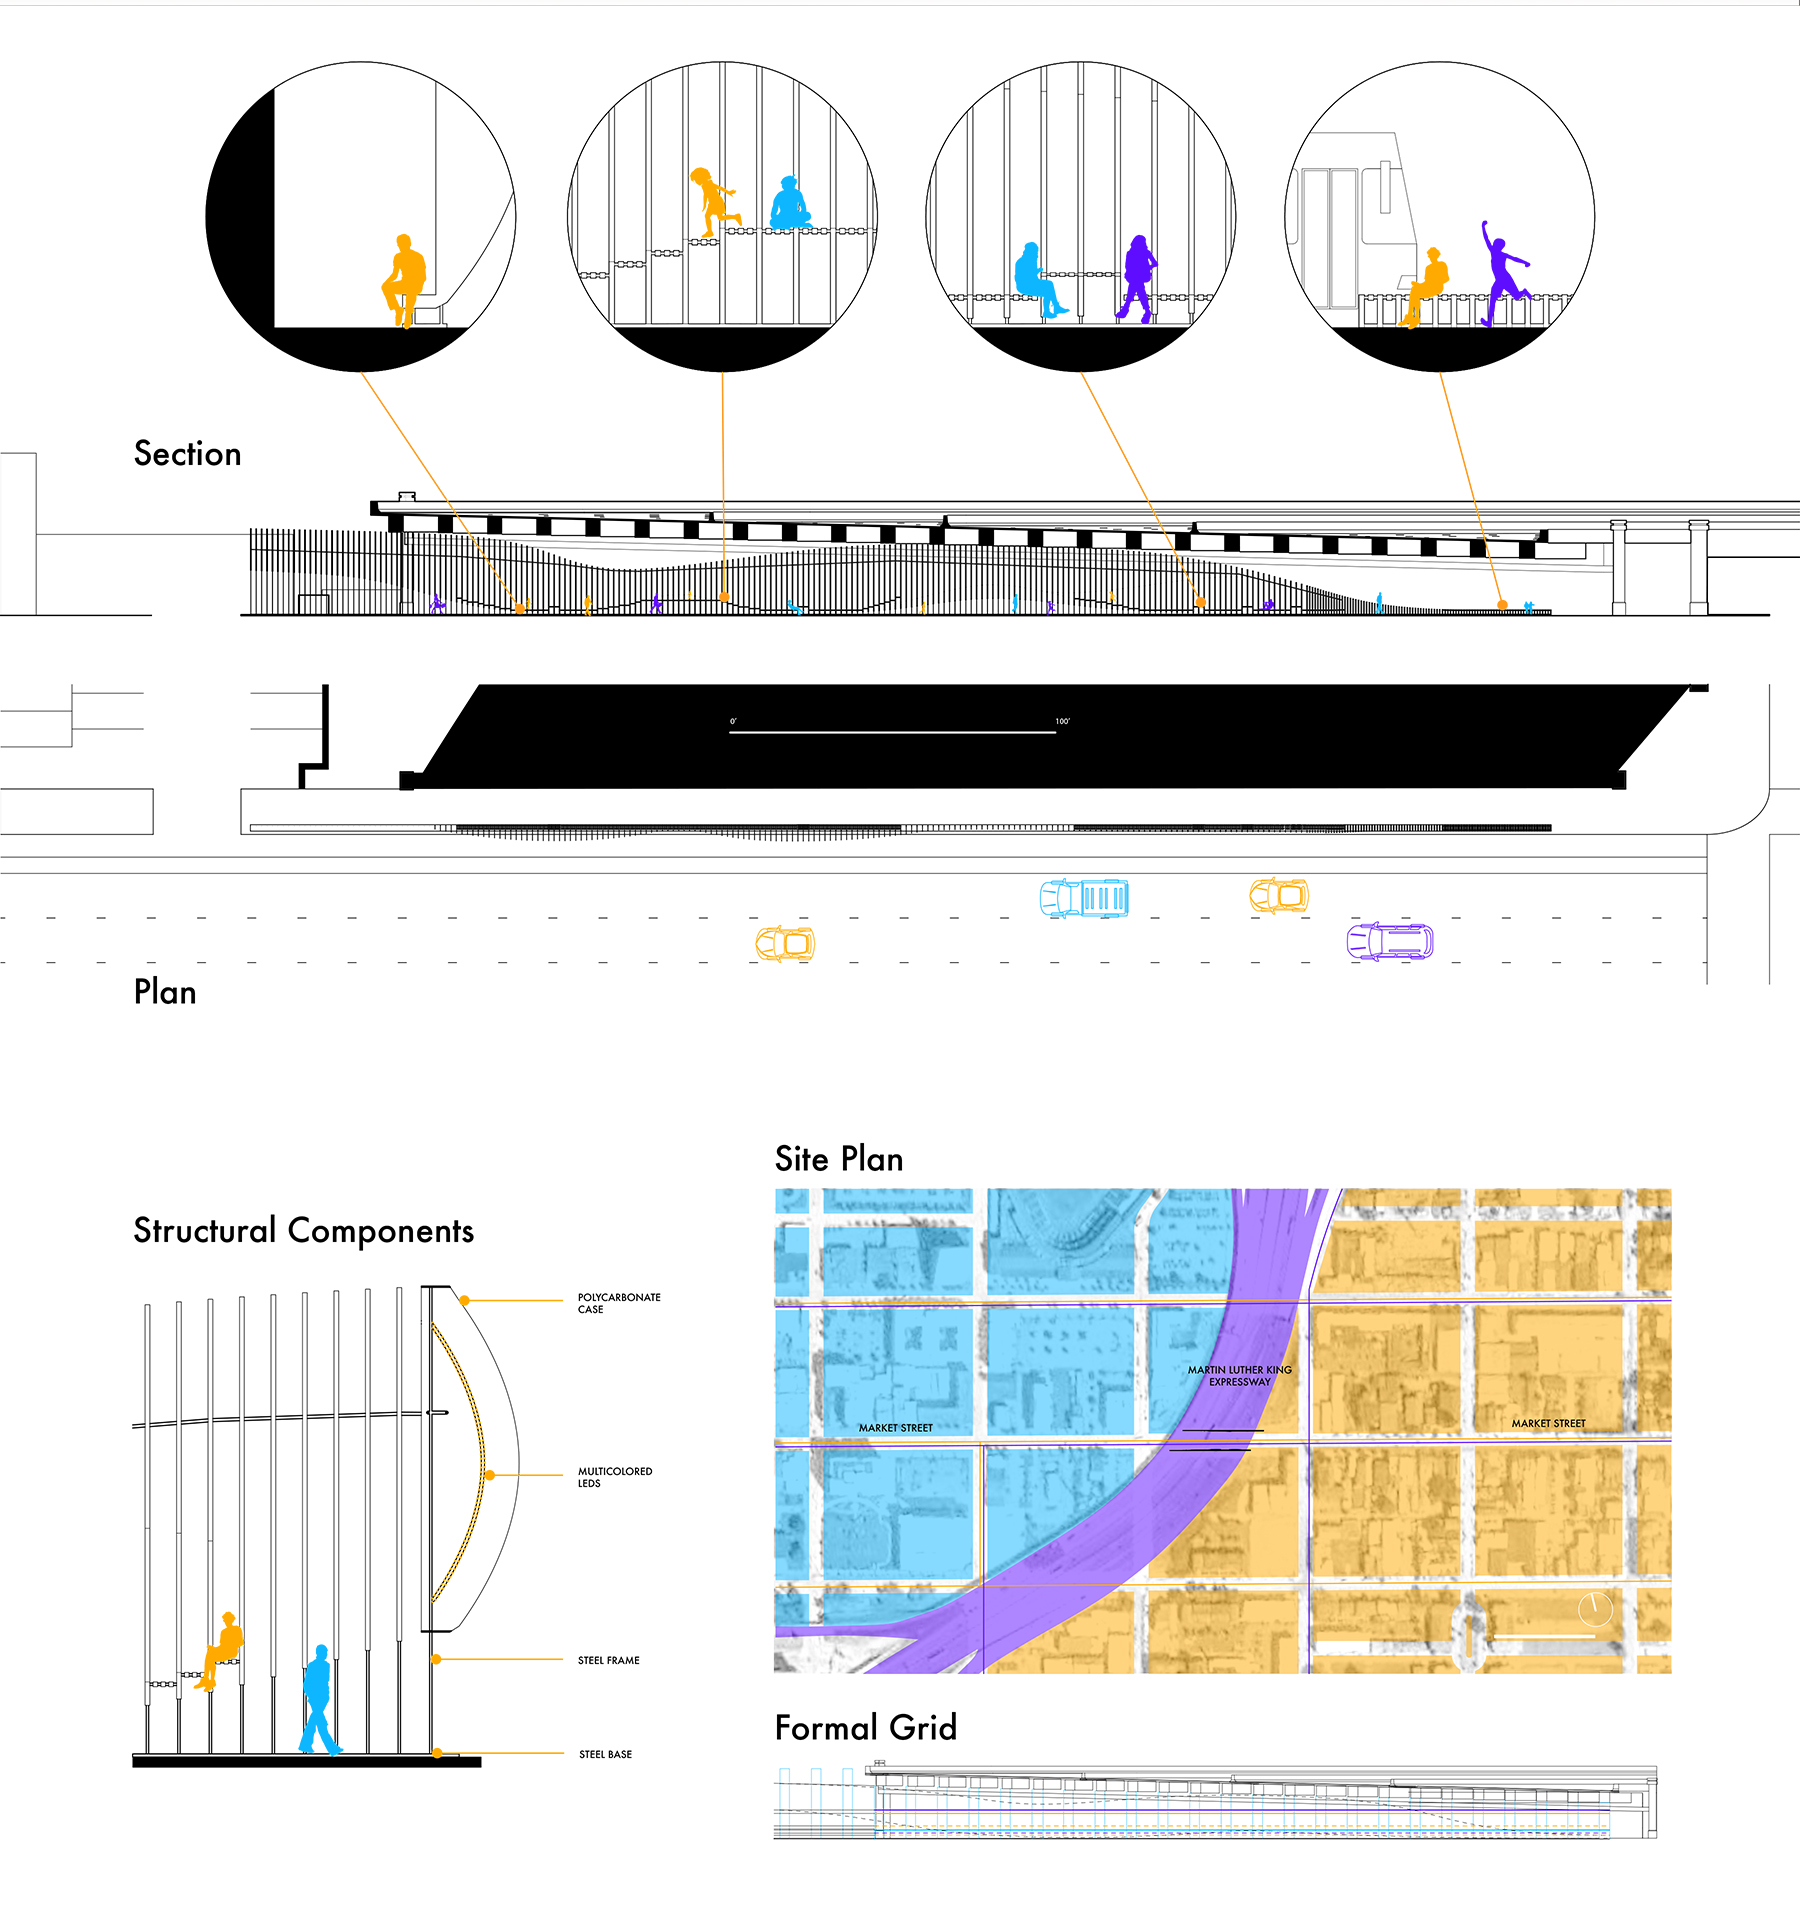 Section
0'
100'
Plan
Structural Components
POLYCARBONATE
CASE
MULTICOLORED
LEDS
STEEL FRAME
STEEL BASE
Site Plan
MARTIN LUTHER KING
EXPRESSWAY
MARKET STREET
MARKET STREET
Formal Grid